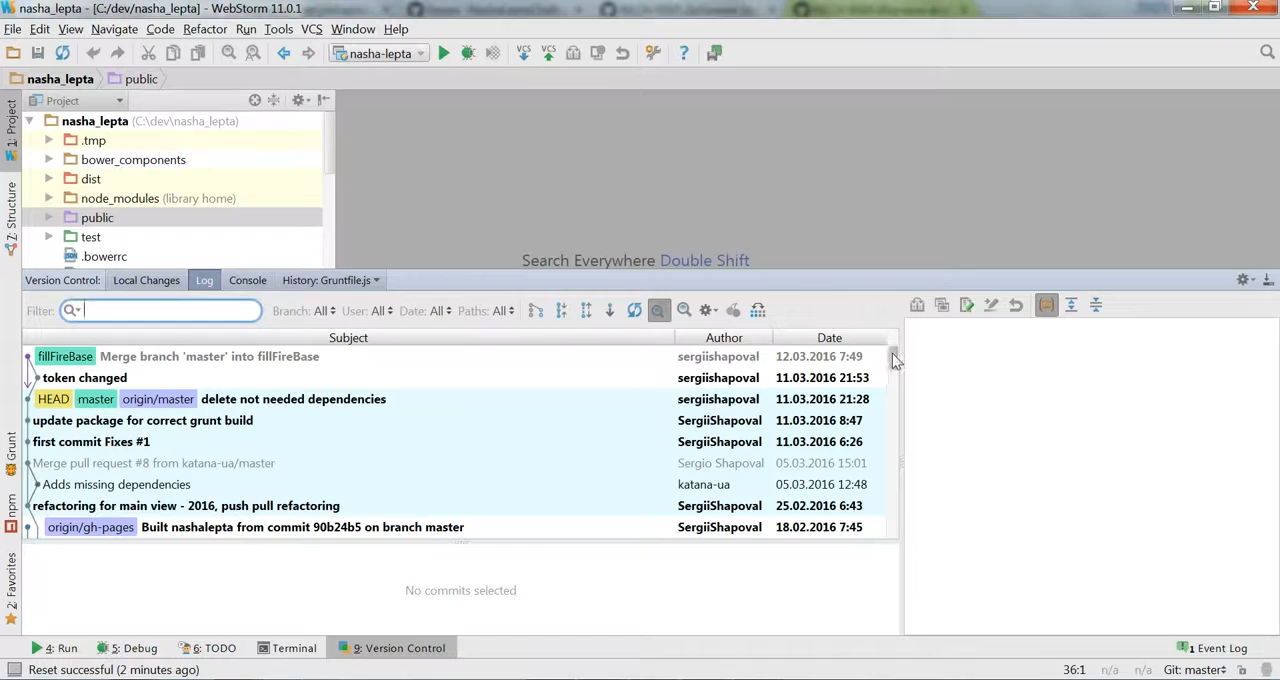 nasha_lepta - [C:/dev/nasha_lepta] - WebStorm 11.0.1
File Edit View Navigate Code Refactor Run Tools VCS Window Help
nasha-lepta VCS VCS ?
nasha_lepta public
Project
1: Project
nasha_lepta (C:\dev\nasha_lepta)
.tmp
bower_components
dist
node_modules (library home)
public
test
.bowerrc
Z: Structure
Search Everywhere Double Shift
Version Control: Local Changes Log Console History: Gruntfile.js
Filter: Branch: All User: All Date: All Paths: All
Subject Author Date
fillFireBase Merge branch 'master' into fillFireBase sergiishapoval 12.03.2016 7:49
token changed sergiishapoval 11.03.2016 21:53
HEAD master origin/master delete not needed dependencies sergiishapoval 11.03.2016 21:28
update package for correct grunt build SergiiShapoval 11.03.2016 8:47
first commit Fixes #1 SergiiShapoval 11.03.2016 6:26
Merge pull request #8 from katana-ua/master Sergio Shapoval 05.03.2016 15:01
Adds missing dependencies katana-ua 05.03.2016 12:48
refactoring for main view - 2016, push pull refactoring SergiiShapoval 25.02.2016 6:43
origin/gh-pages Built nashalepta from commit 90b24b5 on branch master SergiiShapoval 18.02.2016 7:45
Grunt
npm
2: Favorites
No commits selected
4: Run 5: Debug 6: TODO Terminal 9: Version Control 1 Event Log
Reset successful (2 minutes ago) 36:1 n/a n/a Git: master